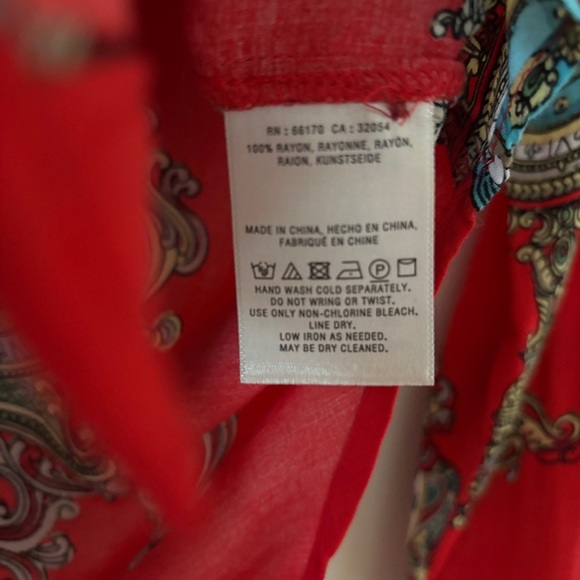 RN : 66170 CA : 32054
100% RAYON, RAYONNE, RAYÓN,
RAION, KUNSTSEIDE
MADE IN CHINA, HECHO EN CHINA,
FABRIQUÉ EN CHINE
HAND WASH COLD SEPARATELY.
DO NOT WRING OR TWIST.
USE ONLY NON-CHLORINE BLEACH.
LINE DRY.
LOW IRON AS NEEDED.
MAY BE DRY CLEANED.